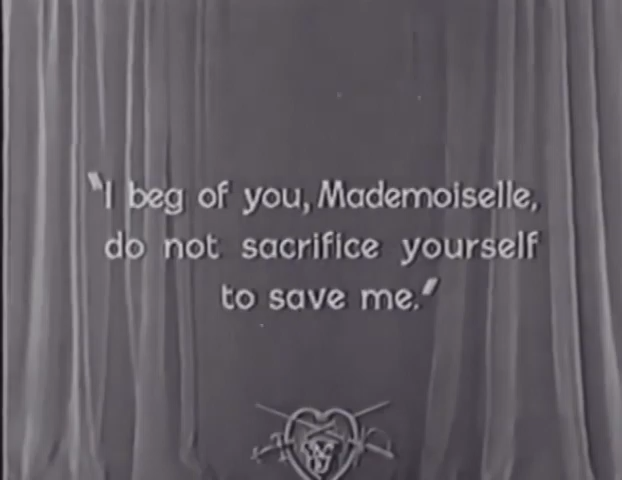 "I beg of you, Mademoiselle,
do not sacrifice yourself
to save me."